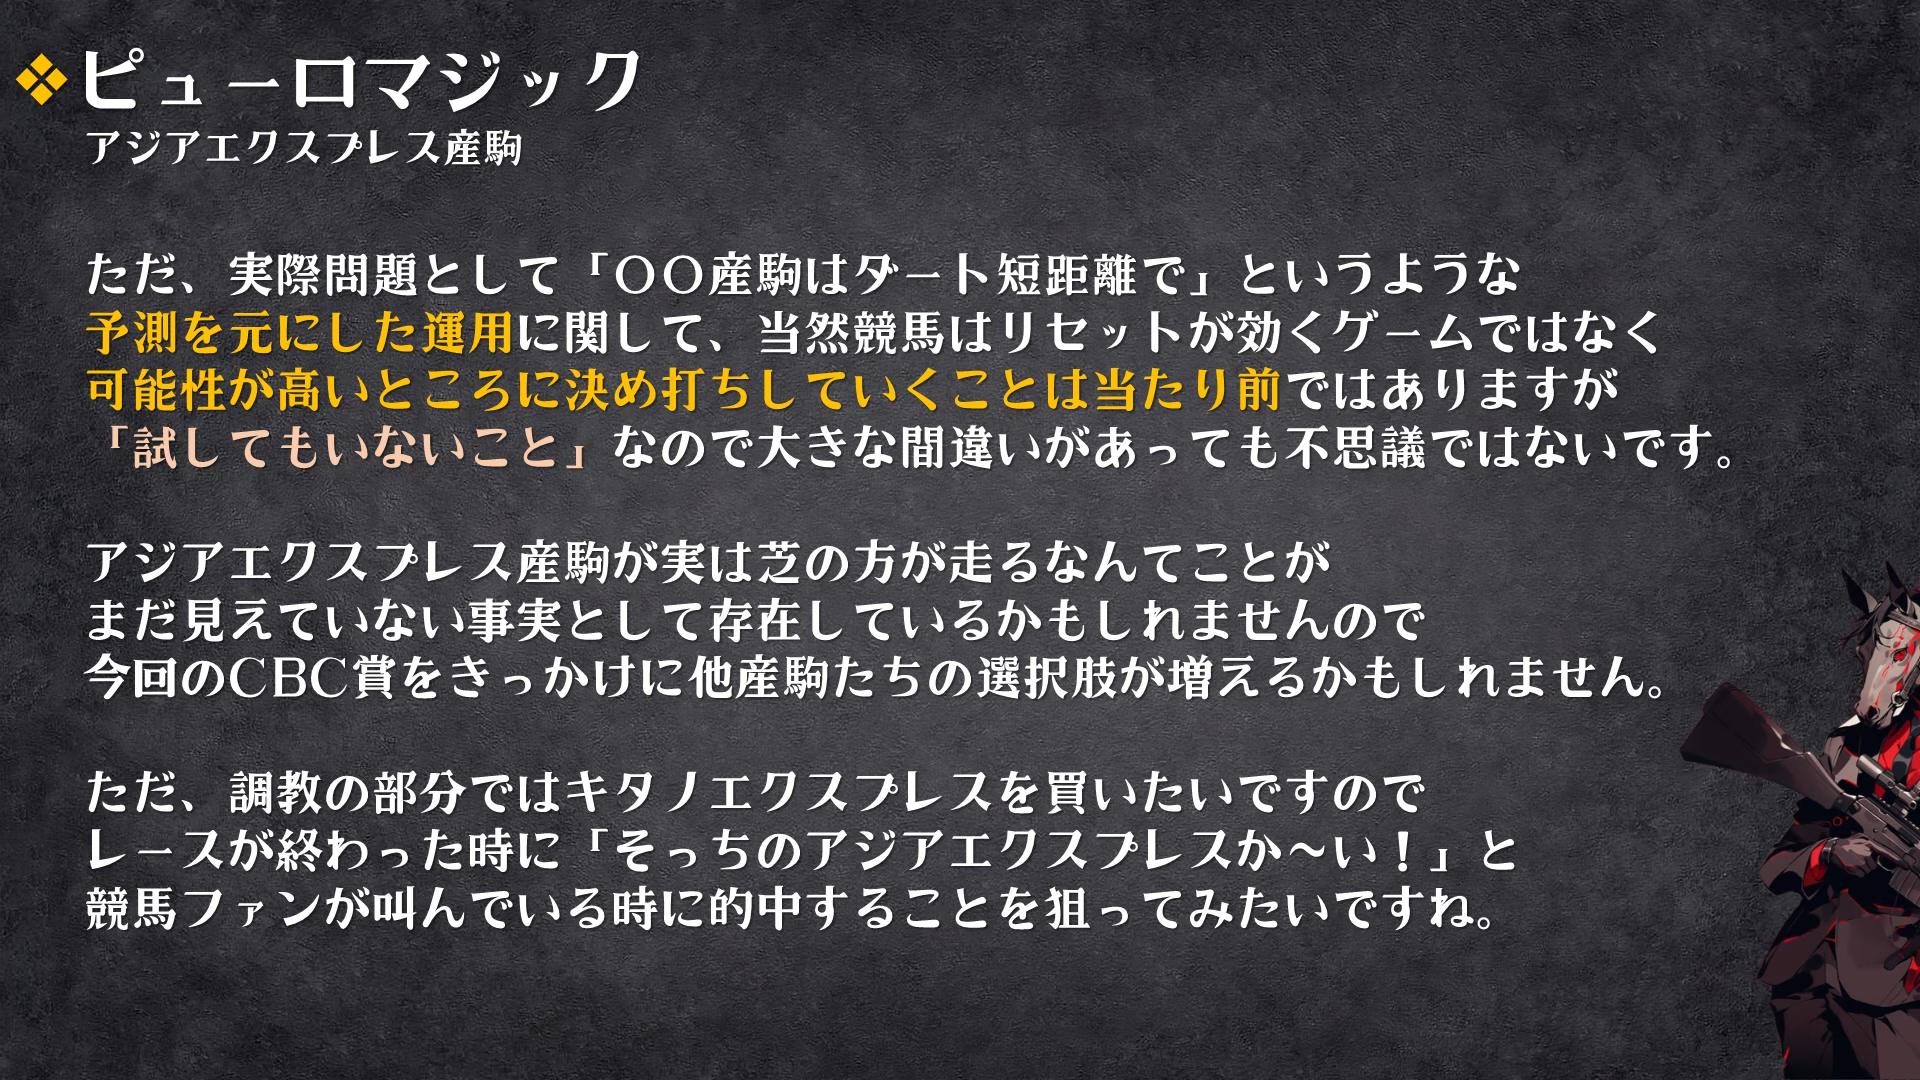 ピューロマジック
アジアエクスプレス産駒
ただ、実際問題として「〇〇産駒はダート短距離で」というような
予測を元にした運用に関して、当然競馬はリセットが効くゲームではなく
可能性が高いところに決め打ちしていくことは当たり前ではありますが
「試してもいないこと」なので大きな間違いがあっても不思議ではないです。
アジアエクスプレス産駒が実は芝の方が走るなんてことが
まだ見えていない事実として存在しているかもしれませんので
今回のCBC賞をきっかけに他産駒たちの選択肢が増えるかもしれません。
ただ、調教の部分ではキタノエクスプレスを買いたいですので
レースが終わった時に「そっちのアジアエクスプレスか～い！」と
競馬ファンが叫んでいる時に的中することを狙ってみたいですね。